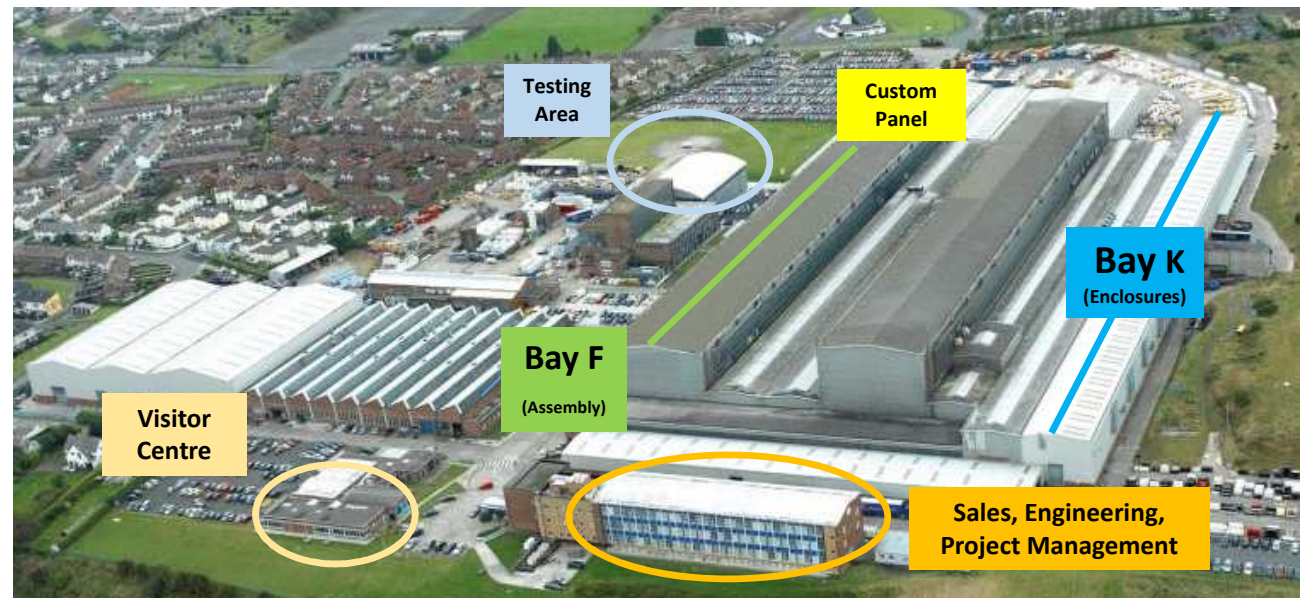 Testing
Area
Custom
Panel
Bay K
(Enclosures)
Bay F
(Assembly)
Visitor
Centre
Sales, Engineering,
Project Management